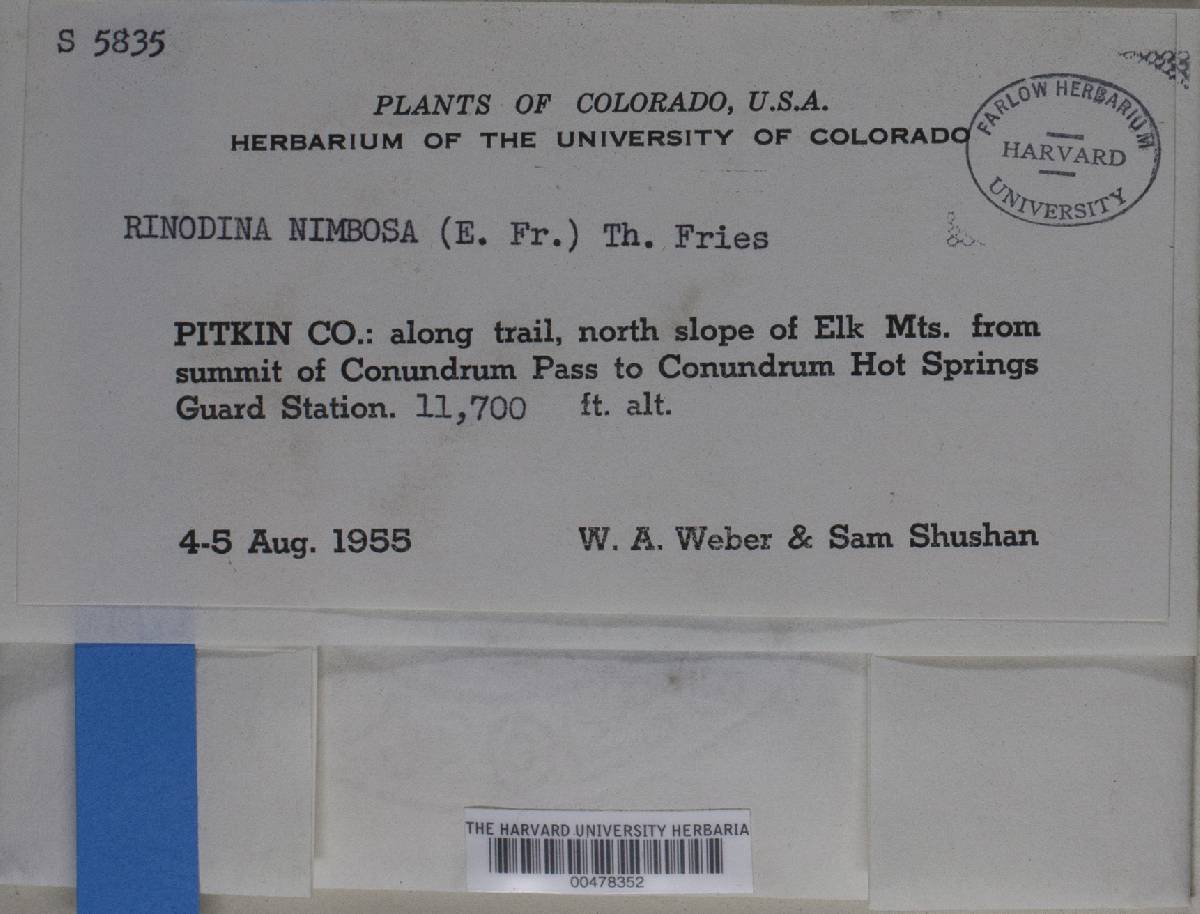 S 5835
PLANTS OF COLORADO, U.S.A.
HERBARIUM OF THE UNIVERSITY OF COLORADO
FARLOW HERBARIUM
HARVARD
UNIVERSITY
RINODINA NIMBOSA (E. Fr.) Th. Fries
PITKIN CO.: along trail, north slope of Elk Mts. from
summit of Conundrum Pass to Conundrum Hot Springs
Guard Station. 11,700 ft. alt.
4-5 Aug. 1955 W. A. Weber & Sam Shushan
THE HARVARD UNIVERSITY HERBARIA
00478352